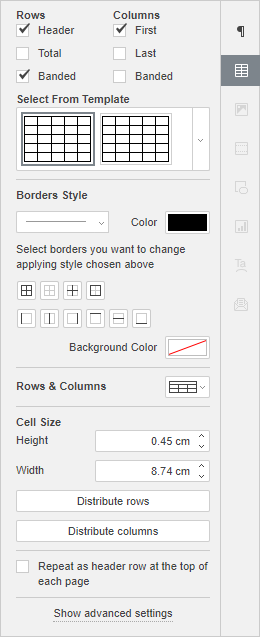 Rows Columns
Header First
Total Last
Banded Banded
Select From Template
Borders Style
Color
Select borders you want to change
applying style chosen above
Background Color
Rows & Columns
Cell Size
Height 0.45 cm
Width 8.74 cm
Distribute rows
Distribute columns
Repeat as header row at the top of
each page
Show advanced settings